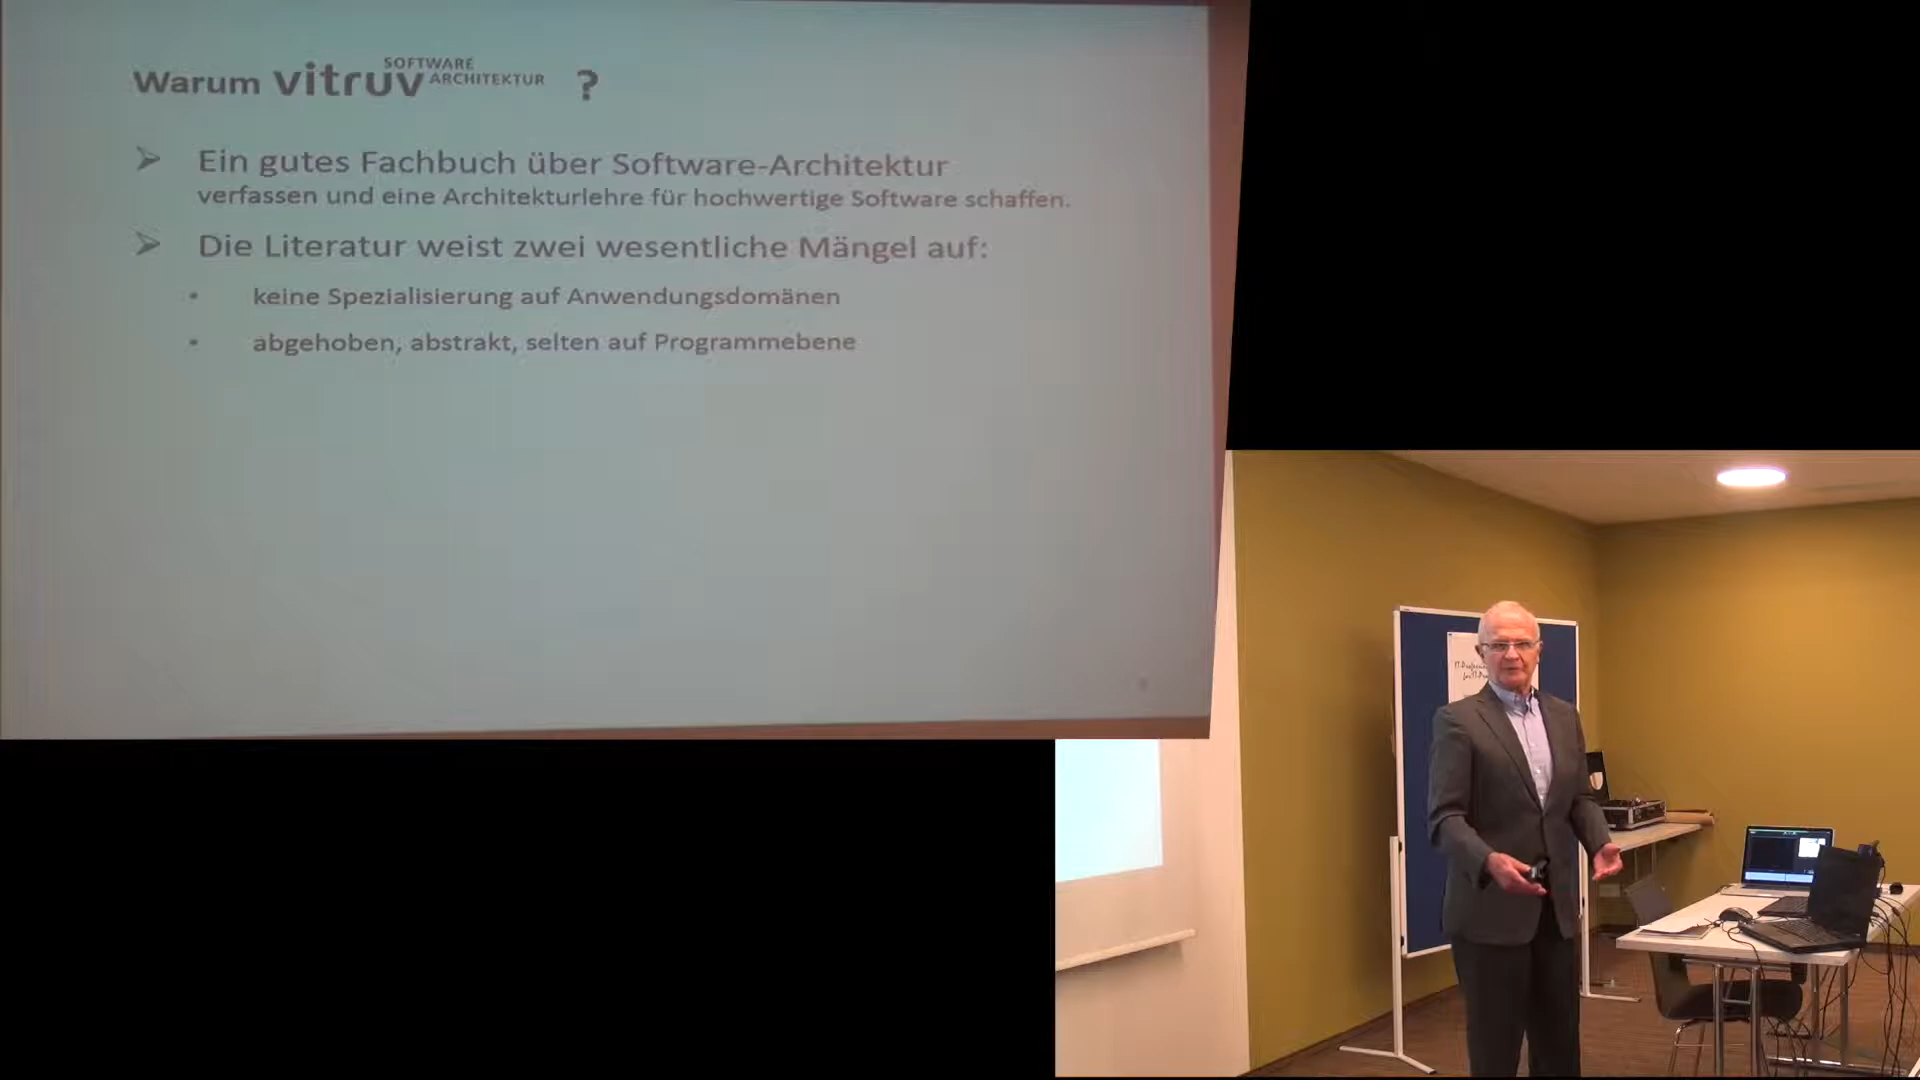 Warum vitruv SOFTWARE ARCHITEKTUR ?
➢ Ein gutes Fachbuch über Software-Architektur
verfassen und eine Architekturlehre für hochwertige Software schaffen.
➢ Die Literatur weist zwei wesentliche Mängel auf:
• keine Spezialisierung auf Anwendungsdomänen
• abgehoben, abstrakt, selten auf Programmebene